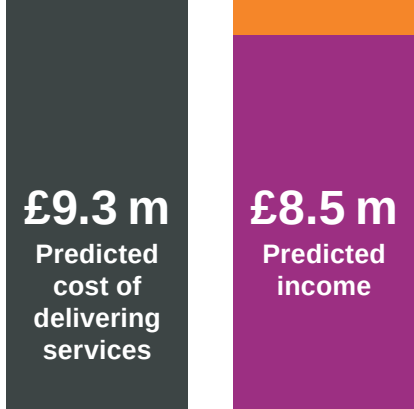 £9.3 m
Predicted
cost of
delivering
services
£8.5 m
Predicted
income